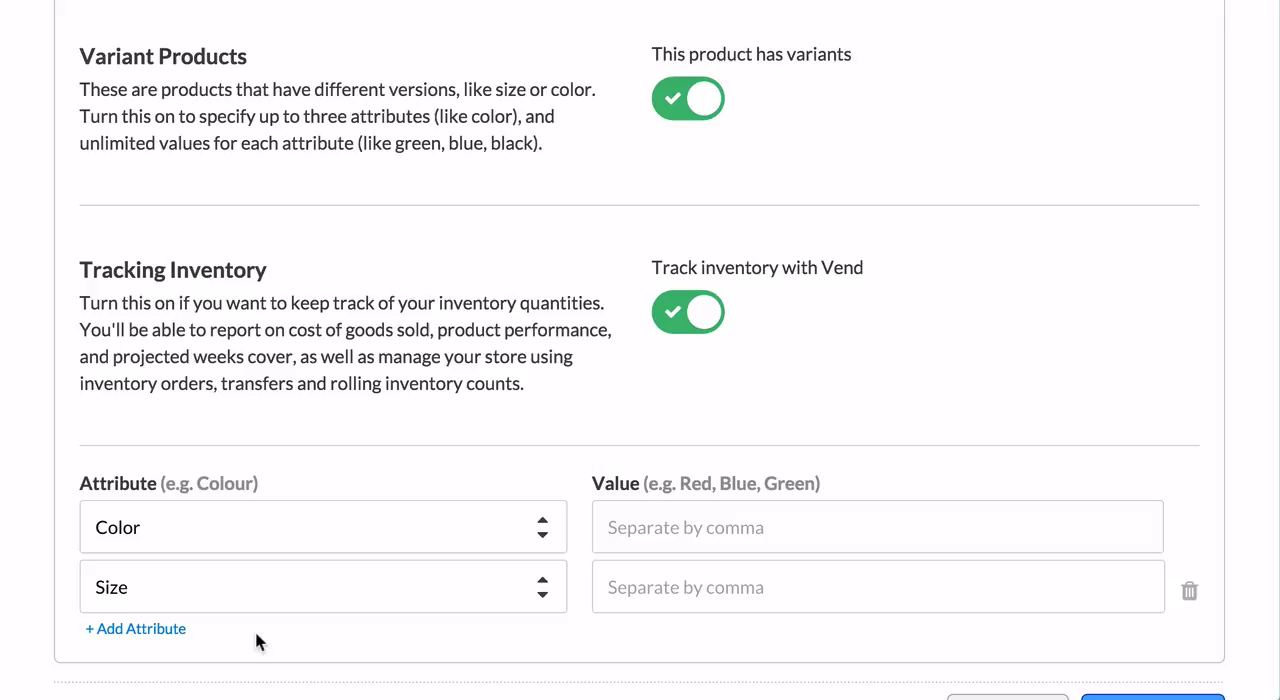 Variant Products
These are products that have different versions, like size or color.
Turn this on to specify up to three attributes (like color), and
unlimited values for each attribute (like green, blue, black).
This product has variants
Tracking Inventory
Turn this on if you want to keep track of your inventory quantities.
You'll be able to report on cost of goods sold, product performance,
and projected weeks cover, as well as manage your store using
inventory orders, transfers and rolling inventory counts.
Track inventory with Vend
Attribute (e.g. Colour)
Value (e.g. Red, Blue, Green)
Color
Separate by comma
Size
Separate by comma
+ Add Attribute